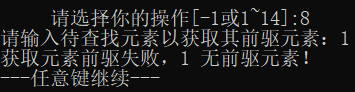 请选择你的操作[-1或1~14]:8
请输入待查找元素以获取其前驱元素：1
获取元素前驱失败，1 无前驱元素！
---任意键继续---